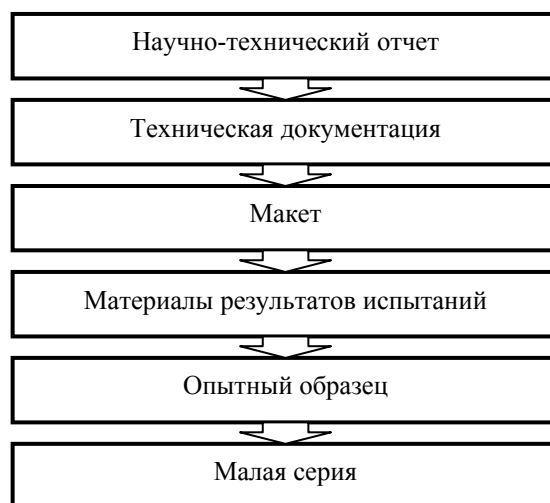 Научно-технический отчет
Техническая документация
Макет
Материалы результатов испытаний
Опытный образец
Малая серия